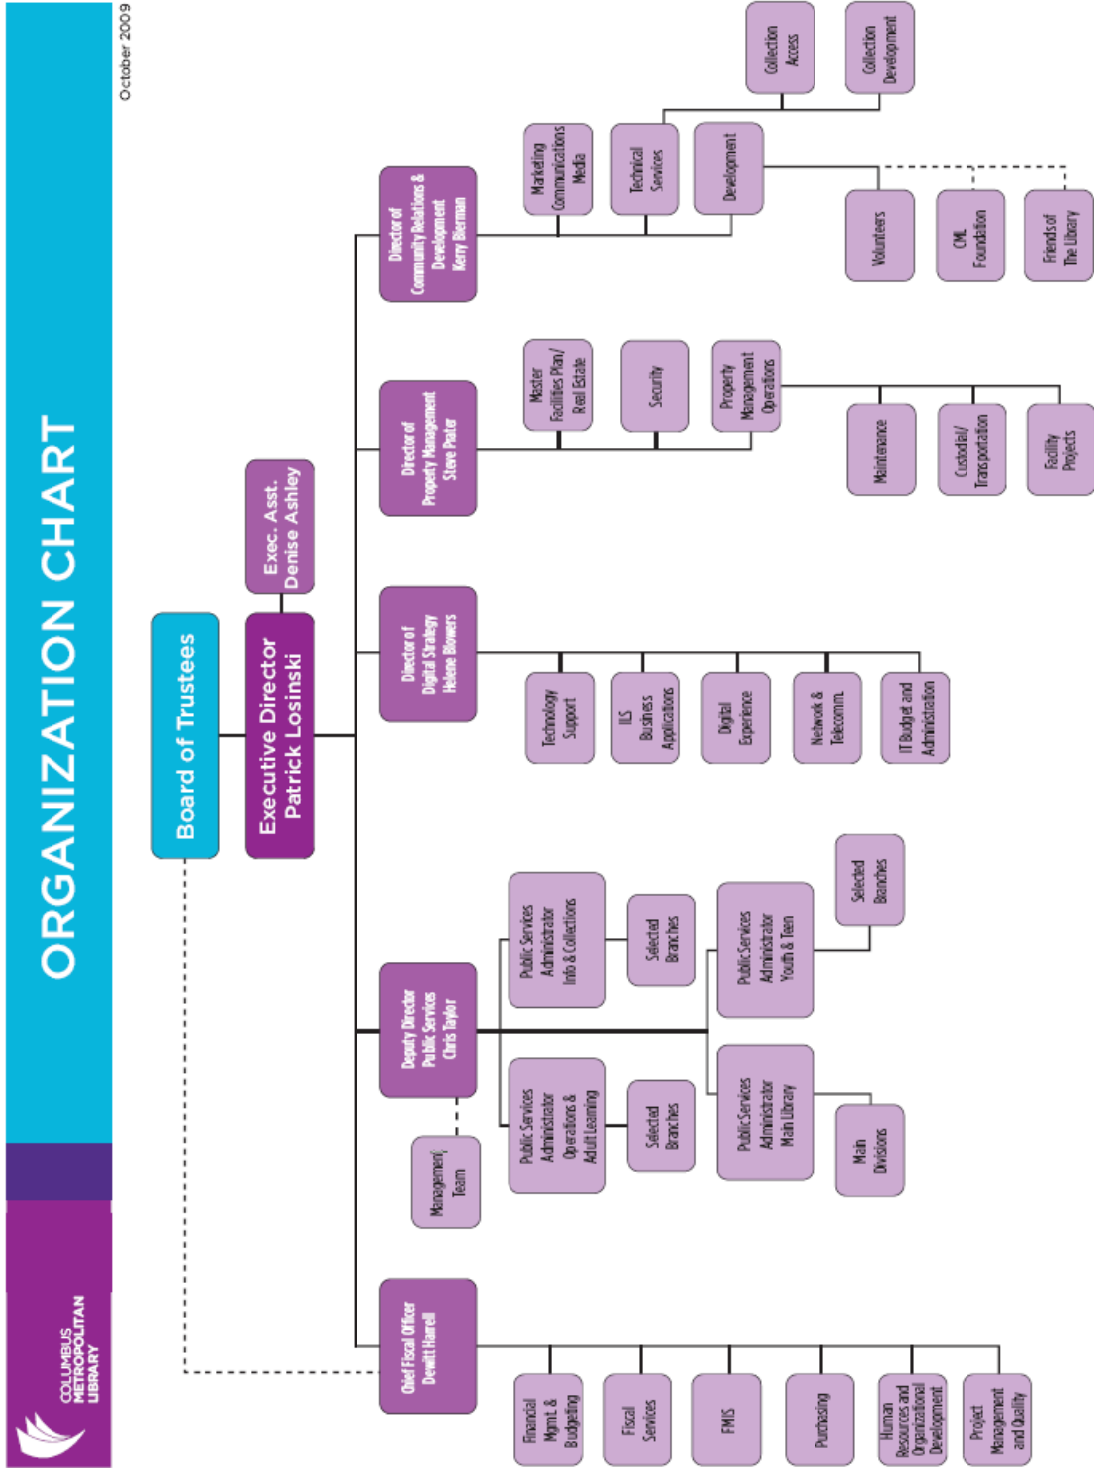 COLUMBUS
METROPOLITAN
LIBRARY
ORGANIZATION CHART
October 2009
Board of Trustees
Executive Director
Patrick Losinski
Exec. Asst.
Denise Ashley
Chief Fiscal Officer
Dewitt Harrell
Financial
Mgmt. &
Budgeting
Fiscal
Services
FMIS
Purchasing
Human
Resources and
Organizational
Development
Project
Management
and Quality
Management
Team
Deputy Director
Public Services
Chris Taylor
Public Services
Administrator
Operations &
Adult Learning
Selected
Branches
Public Services
Administrator
Info & Collections
Selected
Branches
Public Services
Administrator
Main Library
Main
Divisions
Public Services
Administrator
Youth & Teen
Selected
Branches
Director of
Digital Strategy
Helene Blowers
Technology
Support
ILS
Business
Applications
Digital
Experience
Network &
Telecomm.
IT Budget and
Administration
Director of
Property Management
Steve Prater
Master
Facilities Plan/
Real Estate
Security
Property
Management
Operations
Maintenance
Custodial/
Transportation
Facility
Projects
Director of
Community Relations &
Development
Kerry Bierman
Marketing
Communications
Media
Technical
Services
Development
Collection
Access
Collection
Development
Volunteers
CML
Foundation
Friends of
The Library